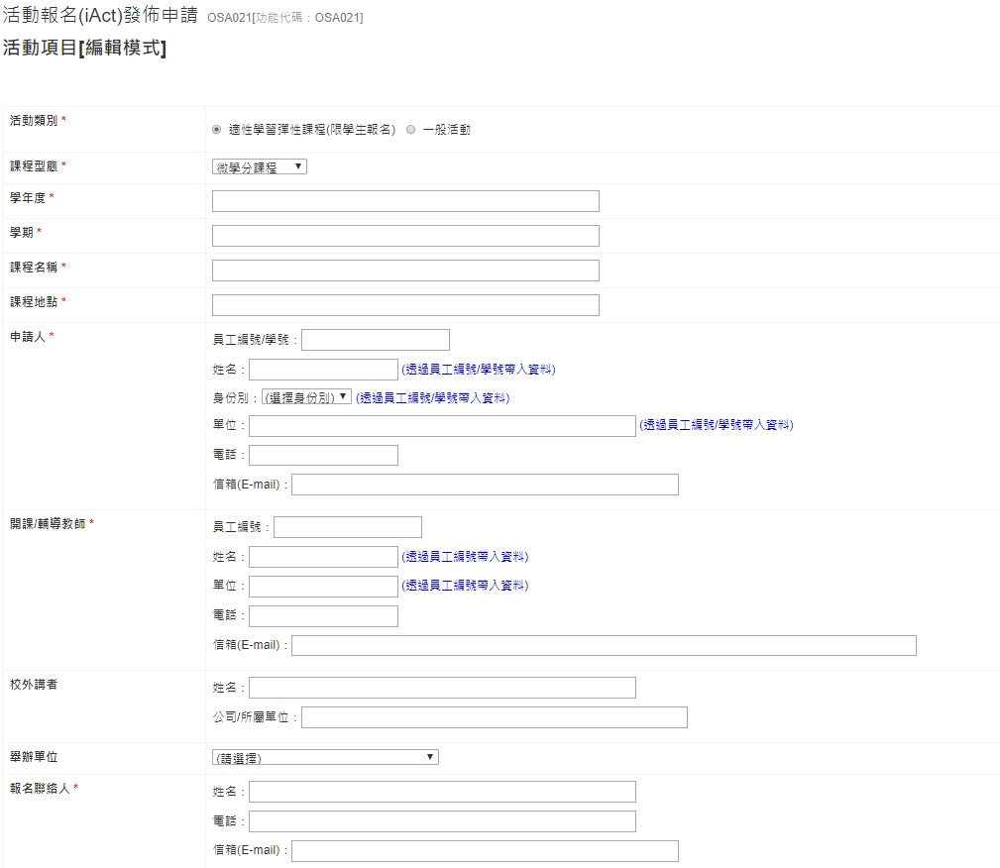 活動報名(iAct)發佈申請 OSA021[功能代碼：OSA021]
活動項目[編輯模式]
活動類別 *
適性學習彈性課程(限學生報名) 一般活動
課程型態 * 微學分課程
學年度 *
學期 *
課程名稱 *
課程地點 *
申請人 * 員工編號/學號：
姓名： (透過員工編號/學號帶入資料)
身份別： (選擇身份別) (透過員工編號/學號帶入資料)
單位： (透過員工編號/學號帶入資料)
電話：
信箱(E-mail)：
開課/輔導教師 * 員工編號：
姓名： (透過員工編號帶入資料)
單位： (透過員工編號帶入資料)
電話：
信箱(E-mail)：
校外講者 姓名：
公司/所屬單位：
舉辦單位 (請選擇)
報名聯絡人 * 姓名：
電話：
信箱(E-mail)：